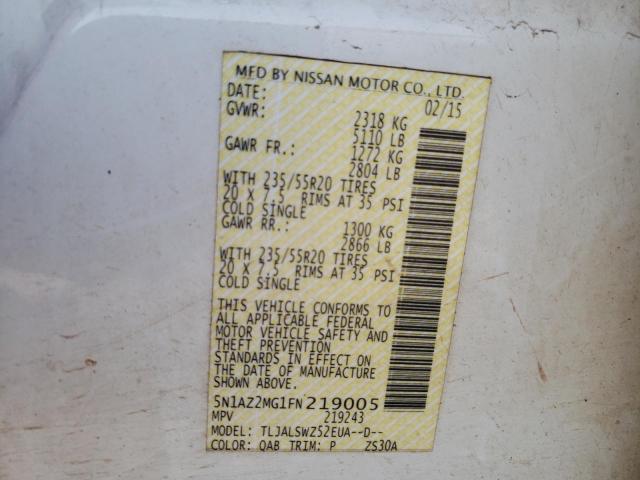 MFD BY NISSAN MOTOR CO., LTD.
DATE: 02/15
GVWR: 2318 KG
5110 LB
GAWR FR.: 1272 KG
2804 LB
WITH 235/55R20 TIRES
20 X 7.5 RIMS AT 35 PSI
COLD SINGLE
GAWR RR.: 1300 KG
2866 LB
WITH 235/55R20 TIRES
20 X 7.5 RIMS AT 35 PSI
COLD SINGLE
THIS VEHICLE CONFORMS TO
ALL APPLICABLE FEDERAL
MOTOR VEHICLE SAFETY AND
THEFT PREVENTION
STANDARDS IN EFFECT ON
THE DATE OF MANUFACTURE
SHOWN ABOVE.
5N1AZ2MG1FN219005
MPV 219243
MODEL: TLJALSWZ52EUA--D--
COLOR: QAB TRIM: P ZS30A